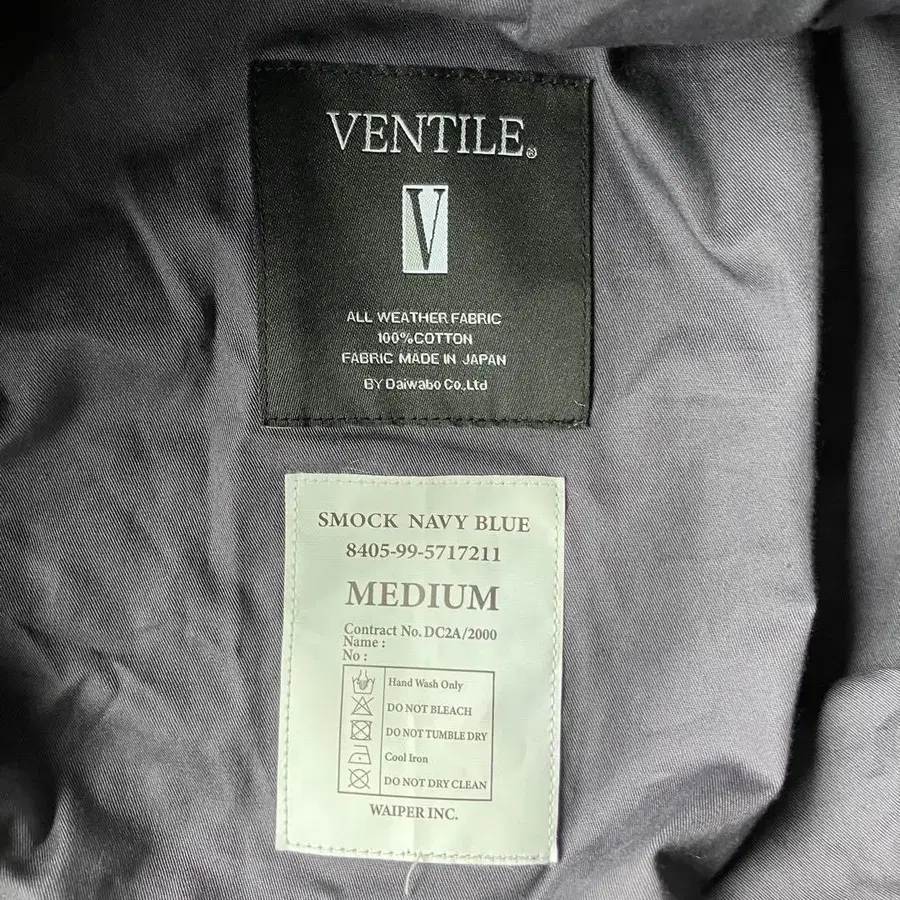 VENTILE®
V
ALL WEATHER FABRIC
100%COTTON
FABRIC MADE IN JAPAN
BY Daiwabo Co.,Ltd
SMOCK NAVY BLUE
8405-99-5717211
MEDIUM
Contract No. DC2A/2000
Name :
No :
Hand Wash Only
DO NOT BLEACH
DO NOT TUMBLE DRY
Cool Iron
DO NOT DRY CLEAN
WAIPER INC.